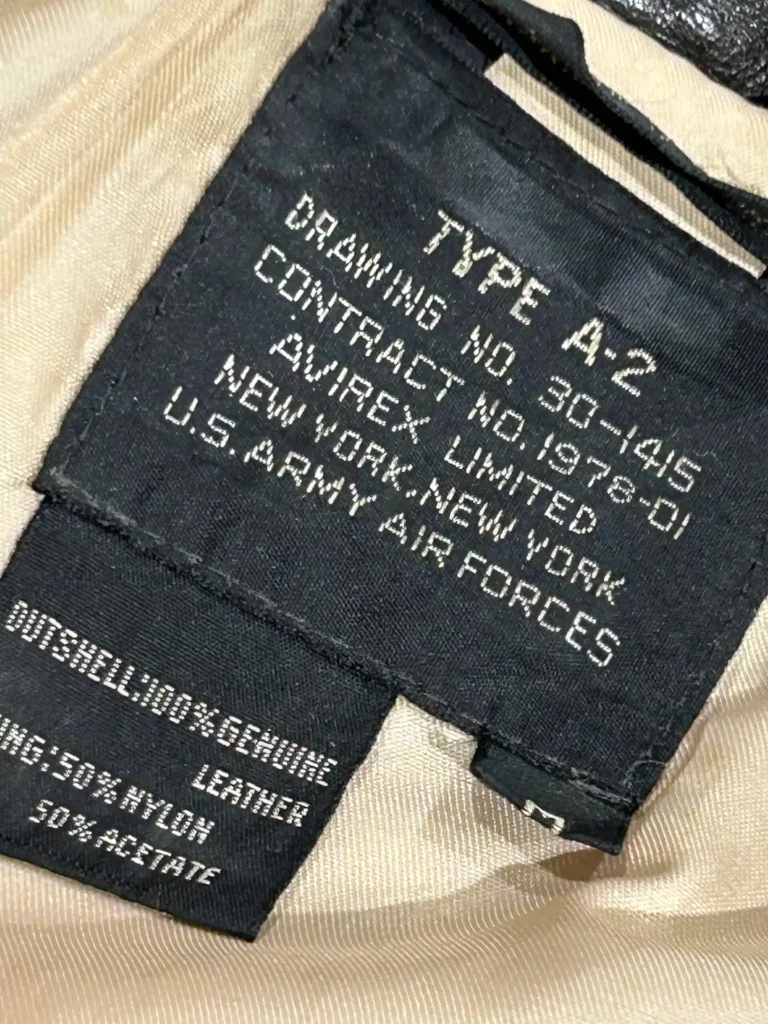 TYPE A-2
DRAWING NO. 30-1415
CONTRACT NO. 1978-01
AVIREX LIMITED
NEW YORK, NEW YORK
U.S. ARMY AIR FORCES
OUTSHELL:100% GENUINE
LEATHER
50% NYLON
50% ACETATE
M